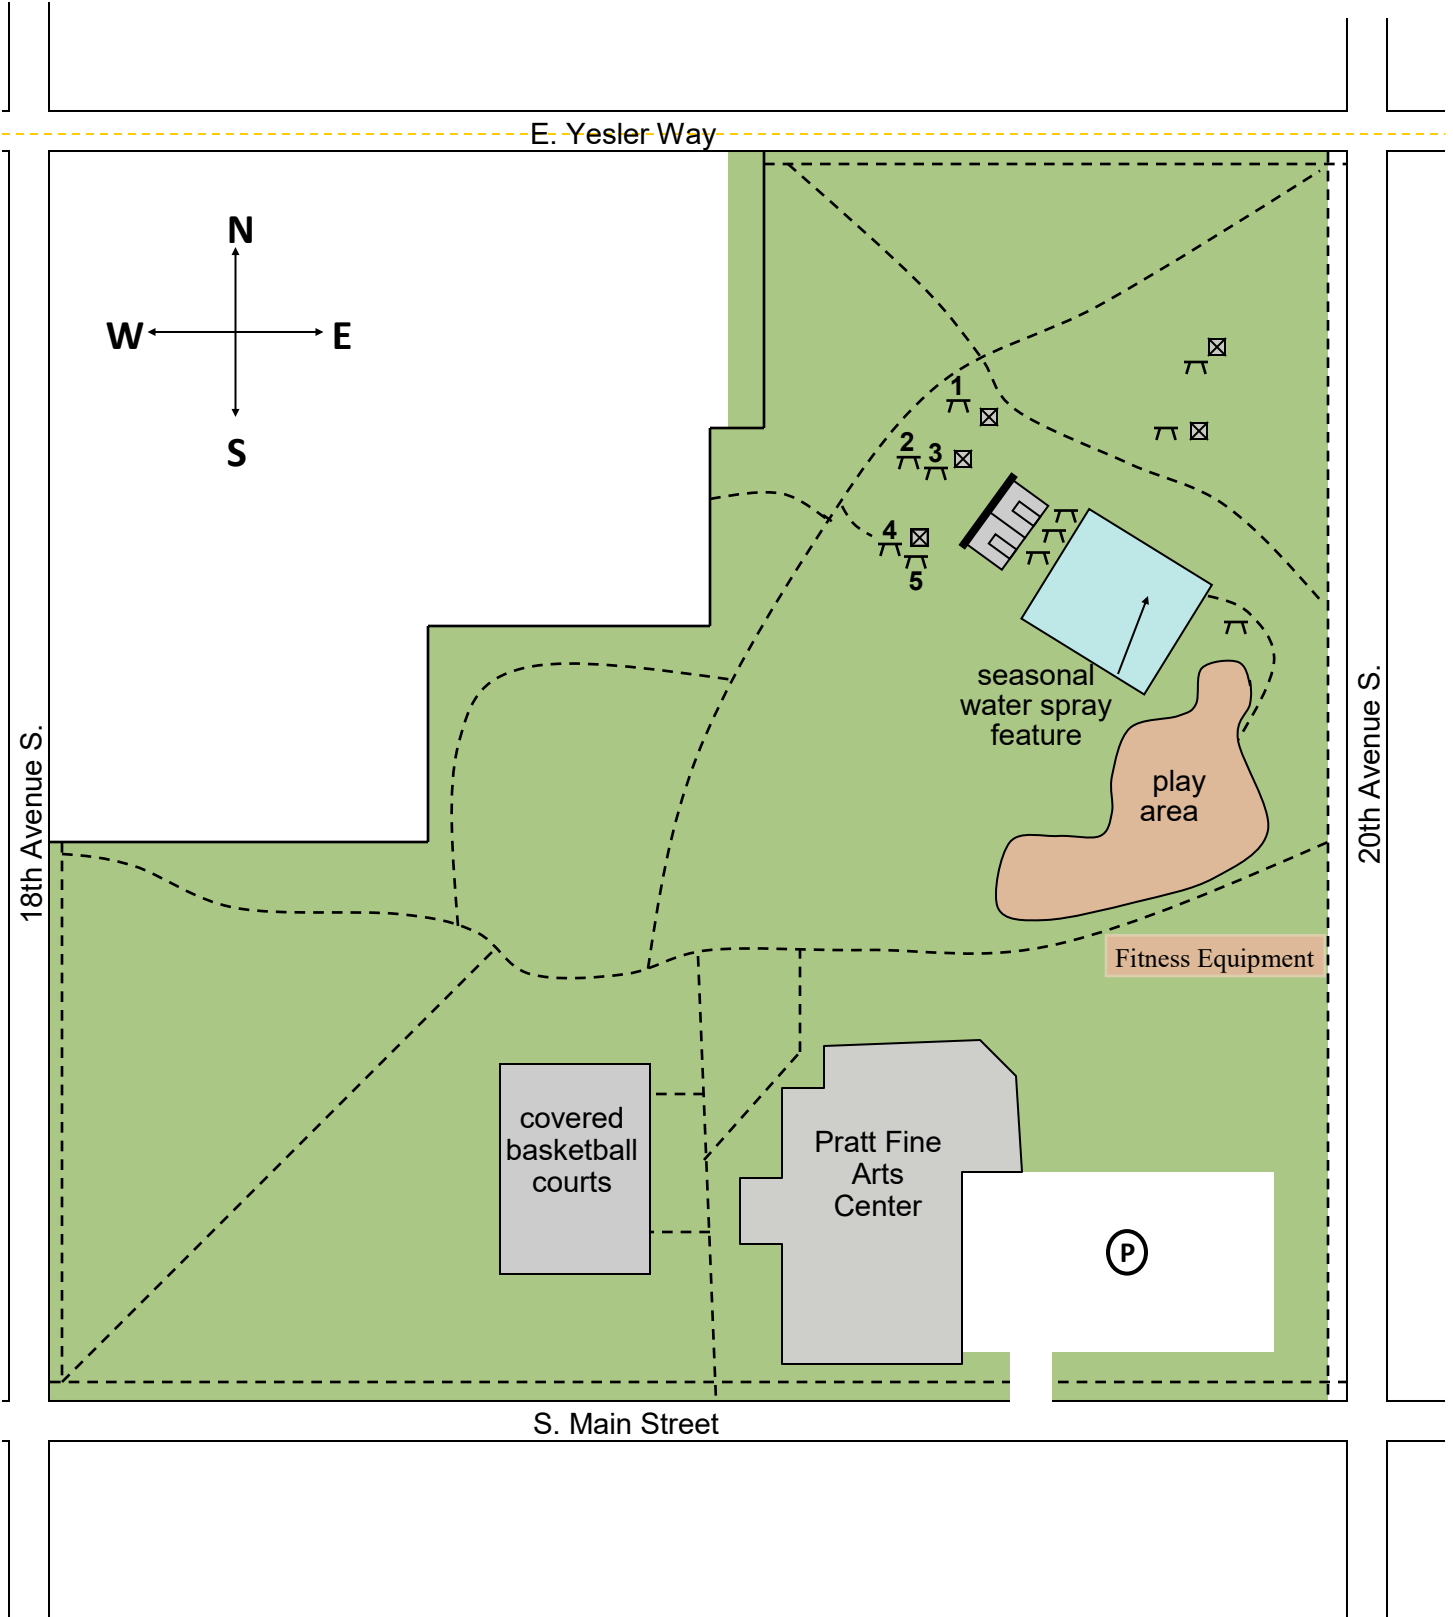 E. Yesler Way
N
W E
S
1
2 3
4
5
seasonal
water spray
feature
18th Avenue S.
20th Avenue S.
play
area
Fitness Equipment
covered
basketball
courts
Pratt Fine
Arts
Center
P
S. Main Street